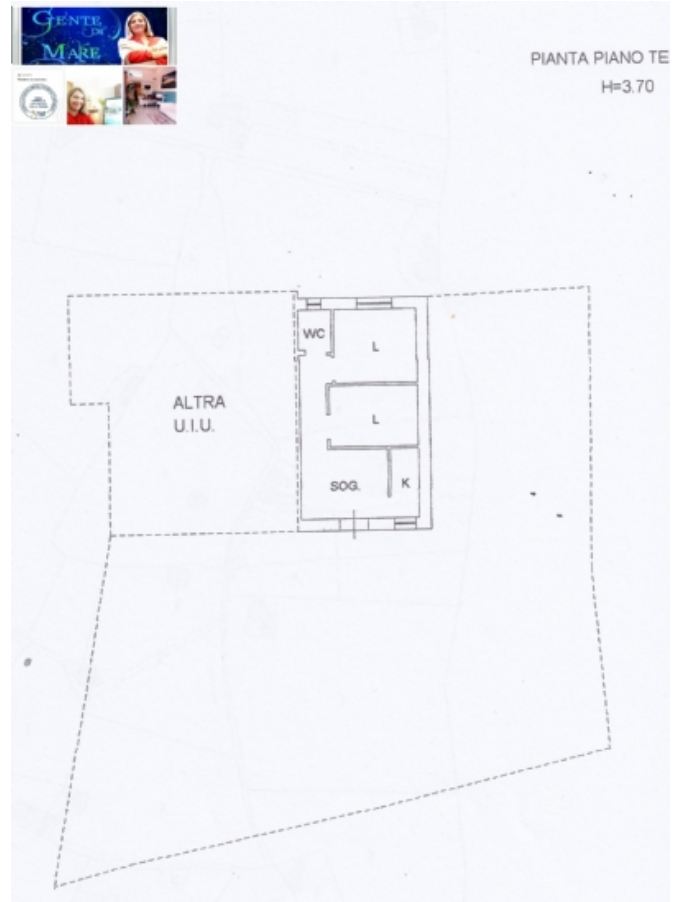 GENTE
DI
MARE
PIANTA PIANO TE
H=3.70
WC
L
ALTRA
U.I.U.
L
SOG.
K